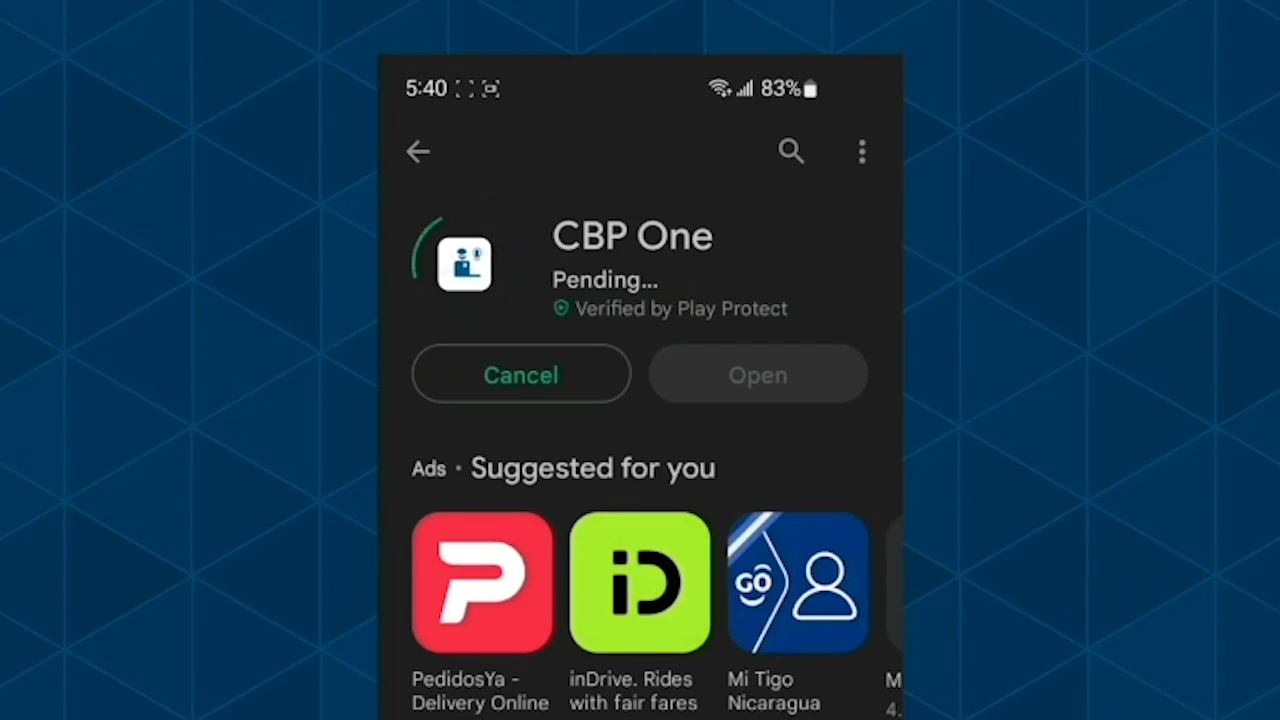 5:40 83%
CBP One
Pending...
Verified by Play Protect
Cancel Open
Ads • Suggested for you
P iD GO
PedidosYa - inDrive. Rides Mi Tigo M
Delivery Online with fair fares Nicaragua 4.